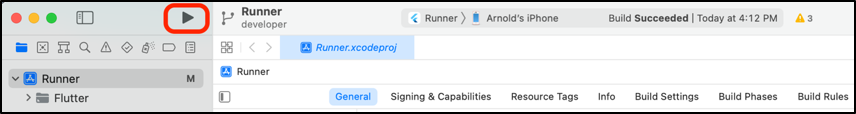 Runner
developer
Runner 〉 Arnold's iPhone
Build Succeeded | Today at 4:12 PM
3
Runner.xcodeproj
Runner
M
Runner
Flutter
General
Signing & Capabilities
Resource Tags
Info
Build Settings
Build Phases
Build Rules